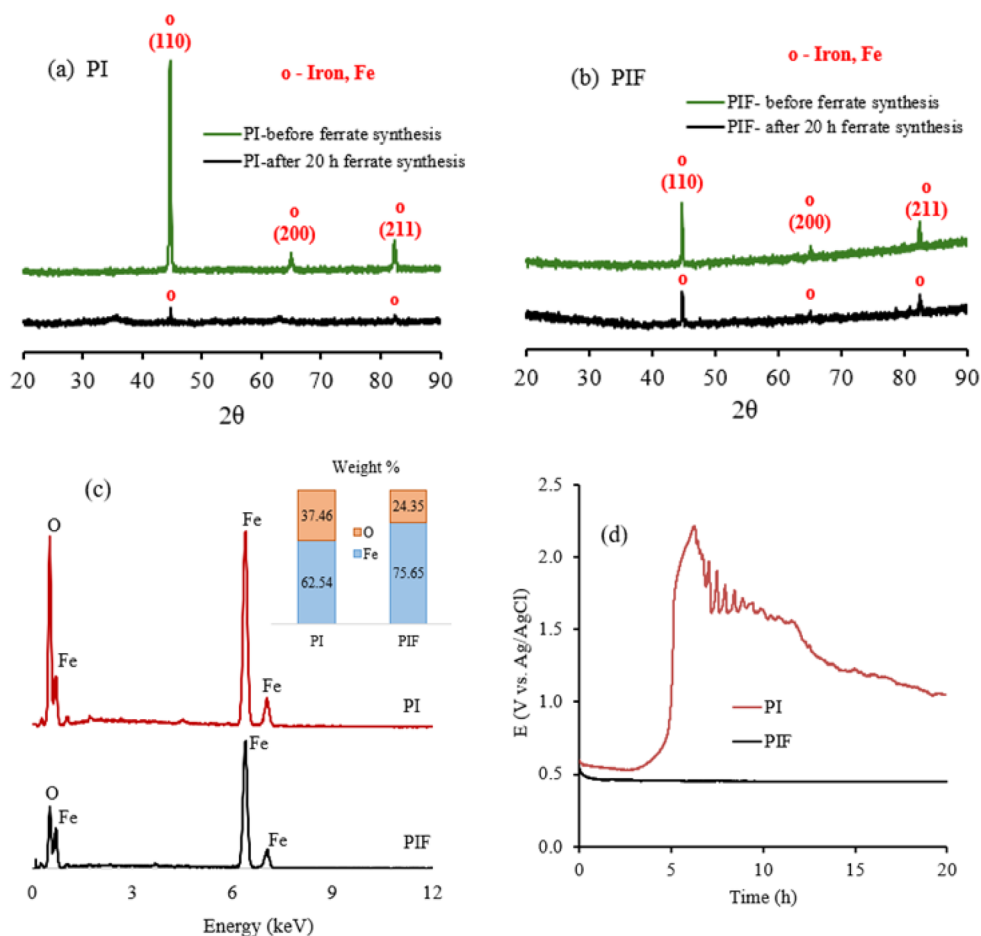 (a) PI
o
(110)
o - Iron, Fe
PI-before ferrate synthesis
PI-after 20 h ferrate synthesis
o
(200)
o
(211)
o
o
20 30 40 50 60 70 80 90
2θ
(b) PIF
o - Iron, Fe
PIF- before ferrate synthesis
PIF- after 20 h ferrate synthesis
o
(110)
o
(200)
o
(211)
o
o
o
20 30 40 50 60 70 80 90
2θ
(c)
Weight %
37.46
24.35
O
Fe
62.54
75.65
PI
PIF
O
Fe
Fe
Fe
PI
O
Fe
Fe
Fe
PIF
0 3 6 9 12
Energy (keV)
(d)
E (V vs. Ag/AgCl)
2.5
2.0
1.5
1.0
0.5
0.0
PI
PIF
0 5 10 15 20
Time (h)